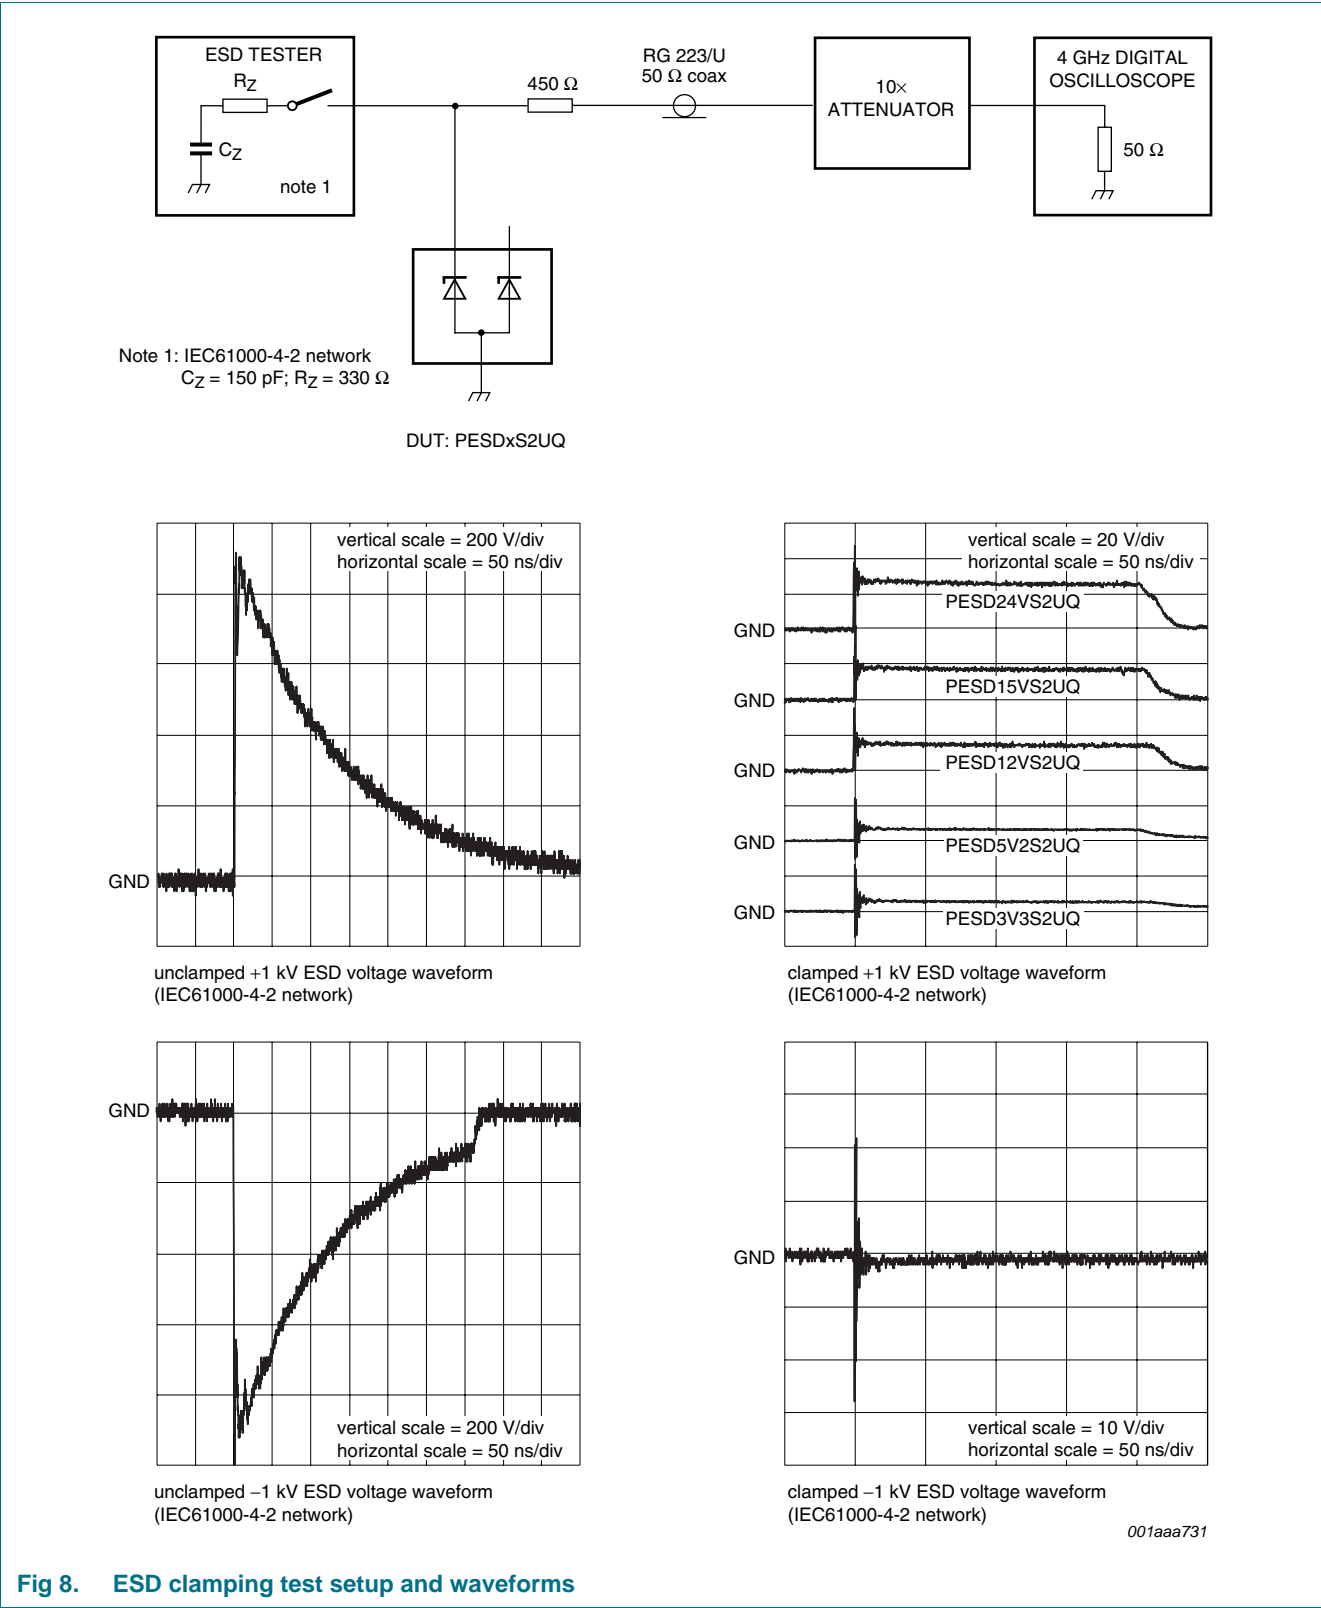 ESD TESTER
RZ
CZ
note 1
450 Ω
RG 223/U
50 Ω coax
10×
ATTENUATOR
4 GHz DIGITAL
OSCILLOSCOPE
50 Ω
Note 1: IEC61000-4-2 network
CZ = 150 pF; RZ = 330 Ω
DUT: PESDxS2UQ
vertical scale = 200 V/div
horizontal scale = 50 ns/div
GND
unclamped +1 kV ESD voltage waveform
(IEC61000-4-2 network)
vertical scale = 20 V/div
horizontal scale = 50 ns/div
PESD24VS2UQ
GND
PESD15VS2UQ
GND
PESD12VS2UQ
GND
PESD5V2S2UQ
GND
PESD3V3S2UQ
GND
clamped +1 kV ESD voltage waveform
(IEC61000-4-2 network)
GND
vertical scale = 200 V/div
horizontal scale = 50 ns/div
unclamped −1 kV ESD voltage waveform
(IEC61000-4-2 network)
GND
vertical scale = 10 V/div
horizontal scale = 50 ns/div
clamped −1 kV ESD voltage waveform
(IEC61000-4-2 network)
001aaa731
Fig 8. ESD clamping test setup and waveforms